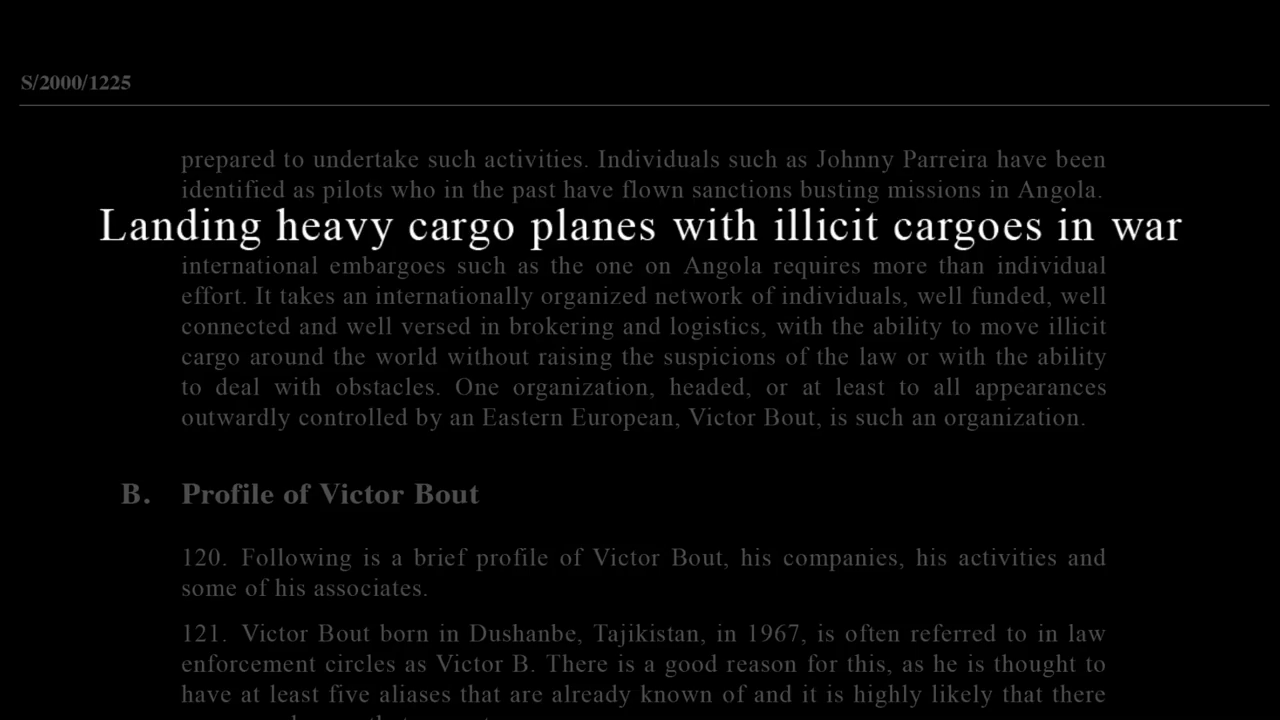 S/2000/1225
prepared to undertake such activities. Individuals such as Johnny Parreira have been
identified as pilots who in the past have flown sanctions busting missions in Angola.
Landing heavy cargo planes with illicit cargoes in war
international embargoes such as the one on Angola requires more than individual
effort. It takes an internationally organized network of individuals, well funded, well
connected and well versed in brokering and logistics, with the ability to move illicit
cargo around the world without raising the suspicions of the law or with the ability
to deal with obstacles. One organization, headed, or at least to all appearances
outwardly controlled by an Eastern European, Victor Bout, is such an organization.
B. Profile of Victor Bout
120. Following is a brief profile of Victor Bout, his companies, his activities and
some of his associates.
121. Victor Bout born in Dushanbe, Tajikistan, in 1967, is often referred to in law
enforcement circles as Victor B. There is a good reason for this, as he is thought to
have at least five aliases that are already known of and it is highly likely that there